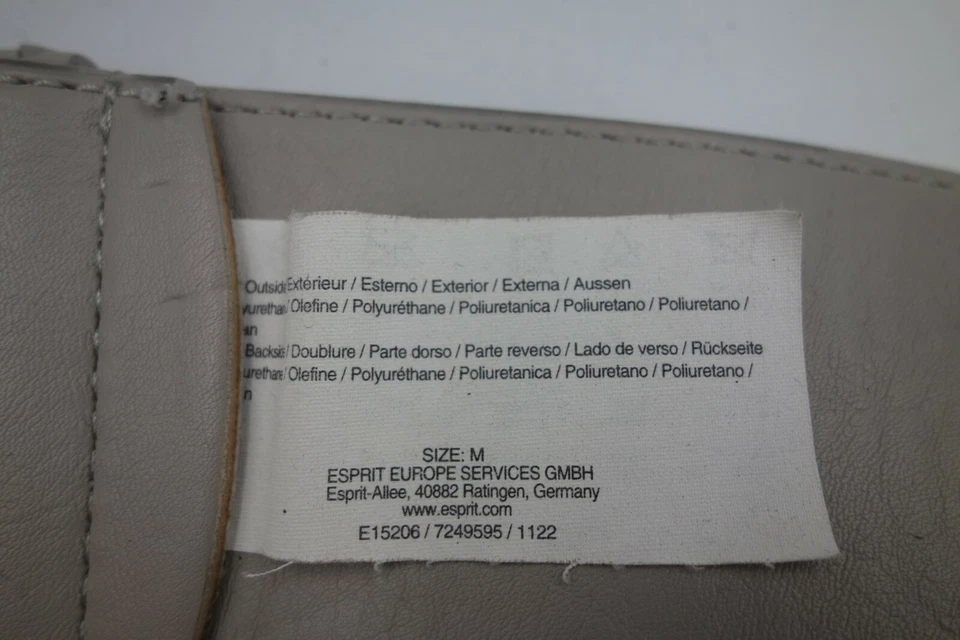 Outside/Extérieur / Esterno / Exterior / Externa / Aussen
/Olefine / Polyuréthane / Poliuretanica / Poliuretano / Poliuretano /
/ Doublure / Parte dorso / Parte reverso / Lado de verso / Rückseite
/Olefine / Polyuréthane / Poliuretanica / Poliuretano / Poliuretano /
SIZE: M
ESPRIT EUROPE SERVICES GMBH
Esprit-Allee, 40882 Ratingen, Germany
www.esprit.com
E15206 / 7249595 / 1122